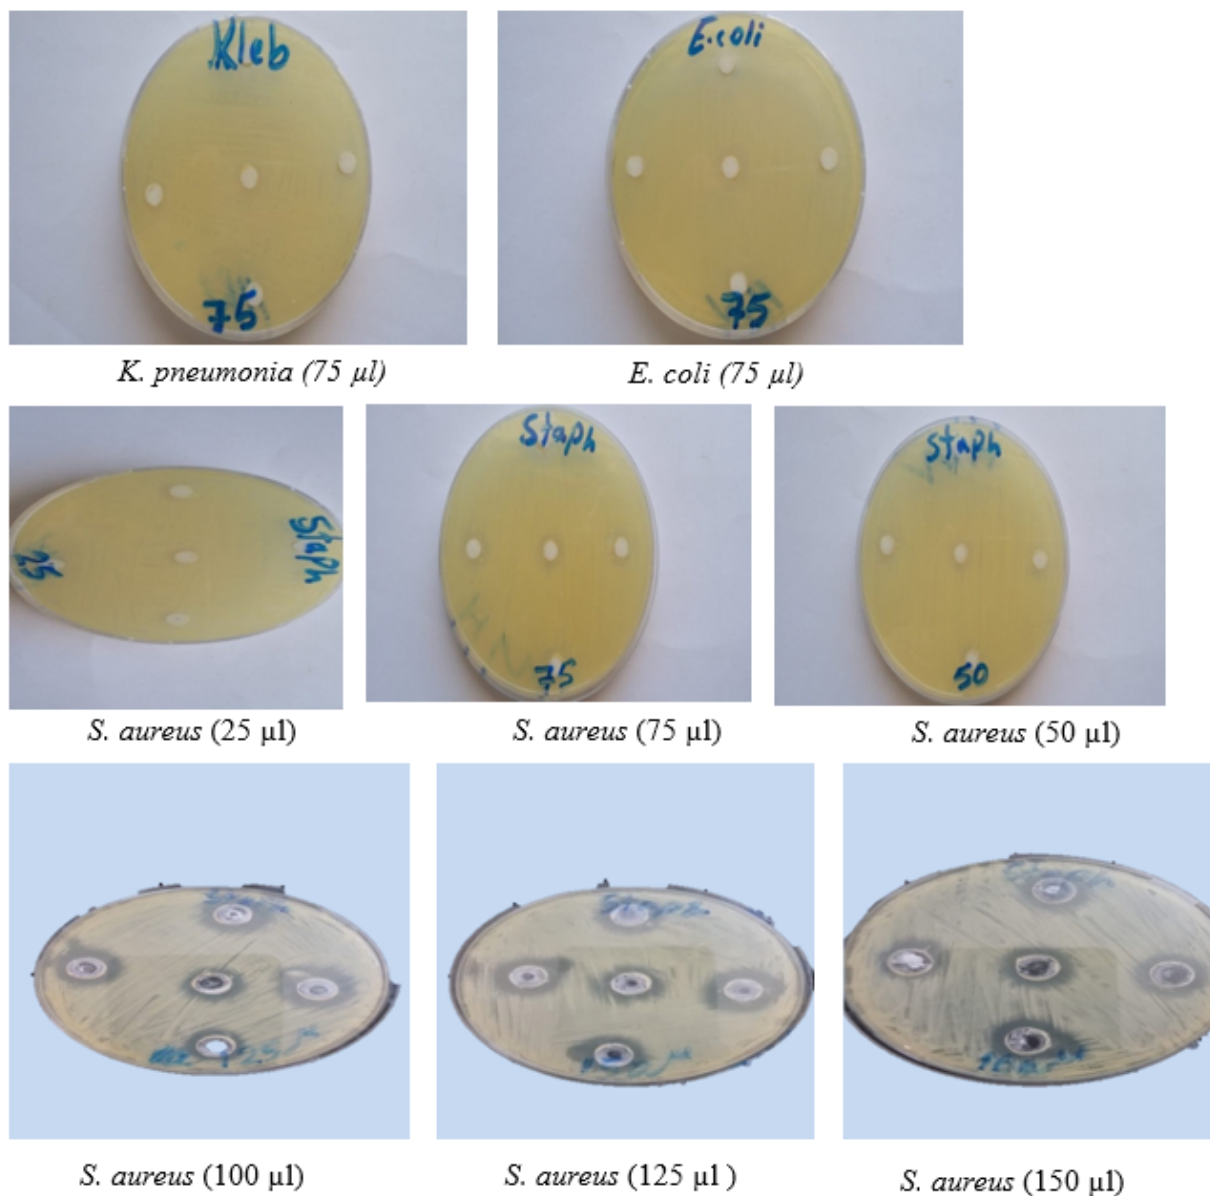 Kleb
75
E.coli
75
K. pneumonia (75 µl)
E. coli (75 µl)
Staph
25
Staph
75
staph
50
S. aureus (25 µl)
S. aureus (75 µl)
S. aureus (50 µl)
S. aureus (100 µl)
S. aureus (125 µl )
S. aureus (150 µl)